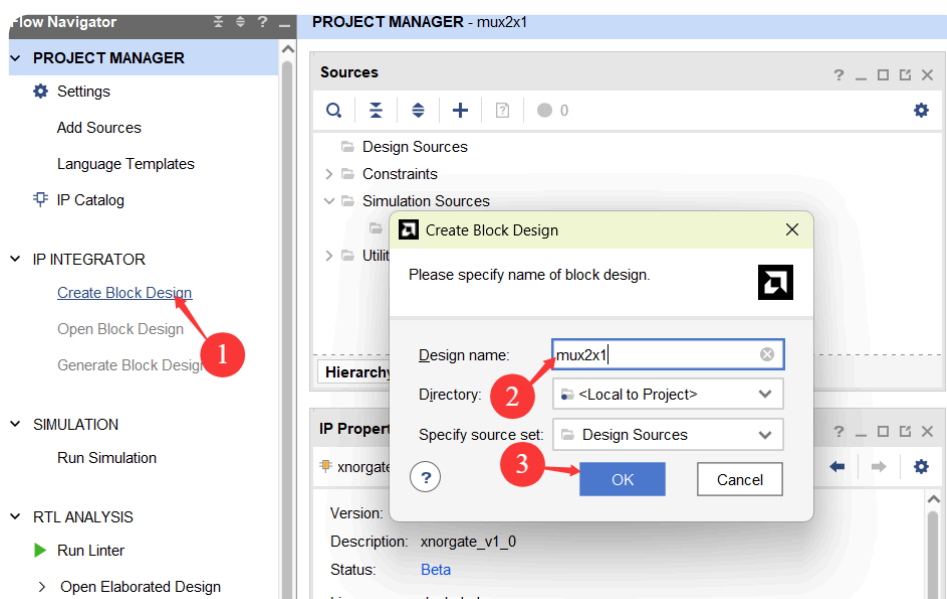 Flow Navigator
PROJECT MANAGER - mux2x1
PROJECT MANAGER
Settings
Add Sources
Language Templates
IP Catalog
IP INTEGRATOR
Create Block Design
Open Block Design
Generate Block Design
SIMULATION
Run Simulation
RTL ANALYSIS
Run Linter
Open Elaborated Design
Sources
0
Design Sources
Constraints
Simulation Sources
Utilit
Hierarchy
Create Block Design
Please specify name of block design.
Design name: mux2x1
Directory: <Local to Project>
Specify source set: Design Sources
OK
Cancel
1
2
3
IP Propert
xnorgate
Version:
Description: xnorgate_v1_0
Status: Beta